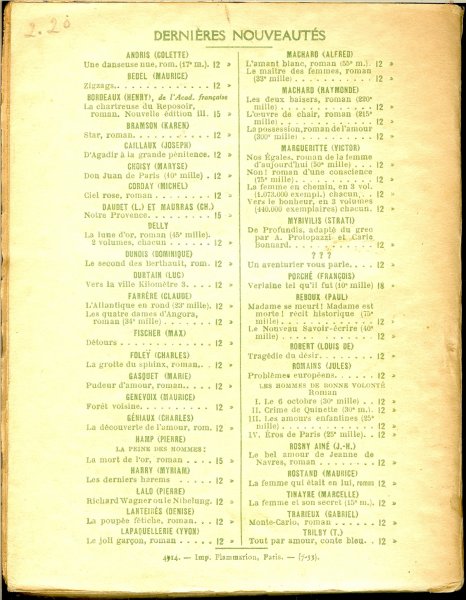 2.20
DERNIÈRES NOUVEAUTÉS
ANDRIS (COLETTE)
Une danseuse nue, rom. (17e m.). 12 »
BEDEL (MAURICE)
Zigzags. 12 »
BORDEAUX (HENRY), de l'Acad. française
La chartreuse du Reposoir,
roman. Nouvelle édition ill. 15 »
BRAMSON (KAREN)
Star, roman. 12 »
CAILLAUX (JOSEPH)
D'Agadir à la grande pénitence. 12 »
CHOISY (MARYSE)
Don Juan de Paris (10e mille) . 12 »
CORDAY (MICHEL)
Ciel rose, roman 12 »
DAUDET (L.) ET MAURRAS (CH.)
Notre Provence. 15 »
DELLY
La lune d'or, roman (45e mille).
2 volumes, chacun 12 »
DUNOIS (DOMINIQUE)
Le second des Berthault, rom. 12 »
DURTAIN (LUC)
Vers la ville Kilomètre 3. 12 »
FARRÈRE (CLAUDE)
L'Atlantique en rond (23e mille). 12 »
Les quatre dames d'Angora,
roman (34e mille) 12 »
FISCHER (MAX)
Détours 12 »
FOLEŸ (CHARLES)
La grotte du sphinx, roman. 12 »
GASQUET (MARIE)
Pudeur d'amour, roman. 12 »
GENEVOIX (MAURICE)
Forêt voisine. 12 »
GÉNIAUX (CHARLES)
La découverte de l'amour, rom. 12 »
HAMP (PIERRE)
LA PEINE DES HOMMES :
La mort de l'or, roman 15 »
HARRY (MYRIAM)
Les derniers harems 12 »
LALO (PIERRE)
Richard Wagner ou le Nibelung. 12 »
LANTEIRÈS (DENISE)
La poupée fétiche, roman. 12 »
LAPAQUELLERIE (YVON)
Le joli garçon, roman 12 »
MACHARD (ALFRED)
L'amant blanc, roman (55e m.). 12 »
Le maître des femmes, roman
(23e mille) 12 »
MACHARD (RAYMONDE)
Les deux baisers, roman (220e
mille) 12 »
L'œuvre de chair, roman (215e
mille) 12 »
La possession, roman de l'amour
(300e mille) 12 »
MARGUERITTE (VICTOR)
Nos Égales, roman de la femme
d'aujourd'hui (50e mille) 12 »
Non ! roman d'une conscience
(75e mille) 12 »
La femme en chemin, en 3 vol.
(1.073.000 exempl.) chacun. 12 »
Vers le bonheur, en 3 volumes
(440.000 exemplaires) chacun. 12 »
MYRIVILIS (STRATI)
De Profundis, adapté du grec
par A. Protopazzi et Carlo
Bonnard. 12 »
? ? ?
Un aventurier vous parle. 12 »
PORCHÉ (FRANÇOIS)
Verlaine tel qu'il fut (10e mille) 18 »
REBOUX (PAUL)
Madame se meurt ! Madame est
morte ! récit historique (75e
mille) 12 »
Le Nouveau Savoir-écrire (40e
mille) 12 »
ROBERT (LOUIS DE)
Tragédie du désir. 12 »
ROMAINS (JULES)
Problèmes européens. 12 »
LES HOMMES DE BONNE VOLONTÉ
Roman
I. Le 6 octobre (30e mille) 12 »
II. Crime de Quinette (30e m.). 12 »
III. Les amours enfantines (25e
mille) 12 »
IV. Éros de Paris (25e mille). 12 »
ROSNY AINÉ (J.-H.)
Le bel amour de Jeanne de
Navres, roman 12 »
ROSTAND (MAURICE)
La femme qui était en lui, roman 12 »
TINAYRE (MARCELLE)
La femme et son secret (15e m.). 12 »
TRARIEUX (GABRIEL)
Monte-Carlo, roman 12 »
TRILBY (T.)
Tout par amour, conte bleu. 12 »
4914. — Imp. Flammarion, Paris. — (7-33).